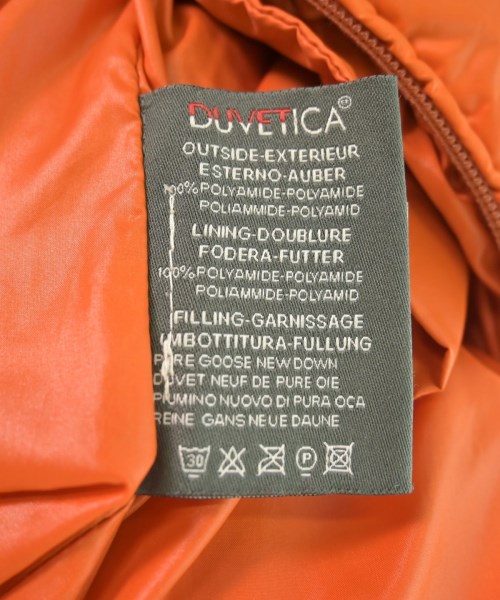 DUVETICA
OUTSIDE-EXTERIEUR
ESTERNO-AUBER
100% POLYAMIDE-POLYAMIDE
POLIAMMIDE-POLYAMID
LINING-DOUBLURE
FODERA-FUTTER
100% POLYAMIDE-POLYAMIDE
POLIAMMIDE-POLYAMID
FILLING-GARNISSAGE
IMBOTTITURA-FULLUNG
PURE GOOSE NEW DOWN
DUVET NEUF DE PURE OIE
PIUMINO NUOVO DI PURA OCA
REINE GANS NEUE DAUNE
30 P